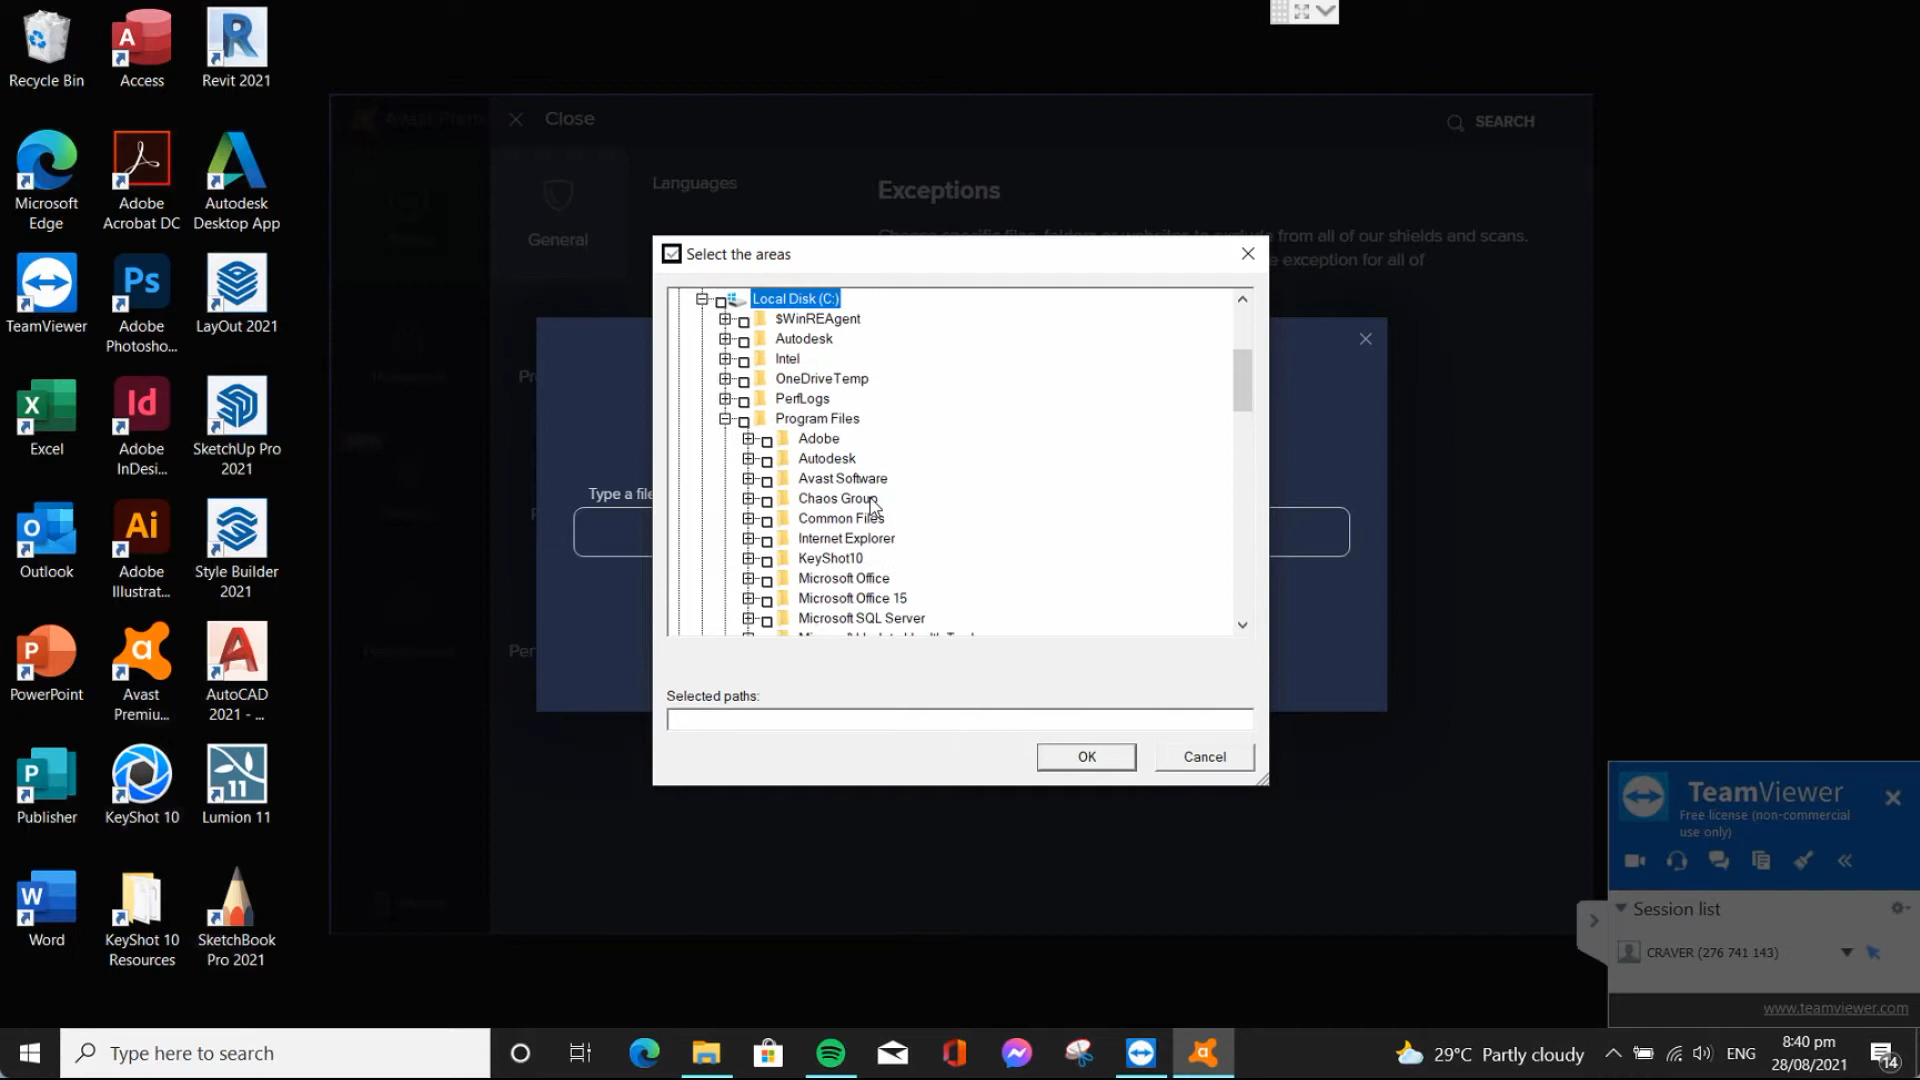 Recycle Bin
Access
Revit 2021
Microsoft
Edge
Adobe
Acrobat DC
Autodesk
Desktop App
TeamViewer
Adobe
Photosho...
LayOut 2021
Excel
Adobe
InDesi...
SketchUp Pro
2021
Outlook
Adobe
Illustrat...
Style Builder
2021
PowerPoint
Avast
Premiu...
AutoCAD
2021 - ...
Publisher
KeyShot 10
Lumion 11
Word
KeyShot 10
Resources
SketchBook
Pro 2021
Avast Prem
Close
SEARCH
General
Languages
Exceptions
from all of our shields and scans.
exception for all of
Type a file
Select the areas
Local Disk (C:)
$WinREAgent
Autodesk
Intel
OneDriveTemp
PerfLogs
Program Files
Adobe
Autodesk
Avast Software
Chaos Group
Common Files
Internet Explorer
KeyShot10
Microsoft Office
Microsoft Office 15
Microsoft SQL Server
Selected paths:
OK
Cancel
TeamViewer
Free license (non-commercial
use only)
Session list
CRAVER (276 741 143)
www.teamviewer.com
Type here to search
29°C Partly cloudy
ENG
8:40 pm
28/08/2021
14